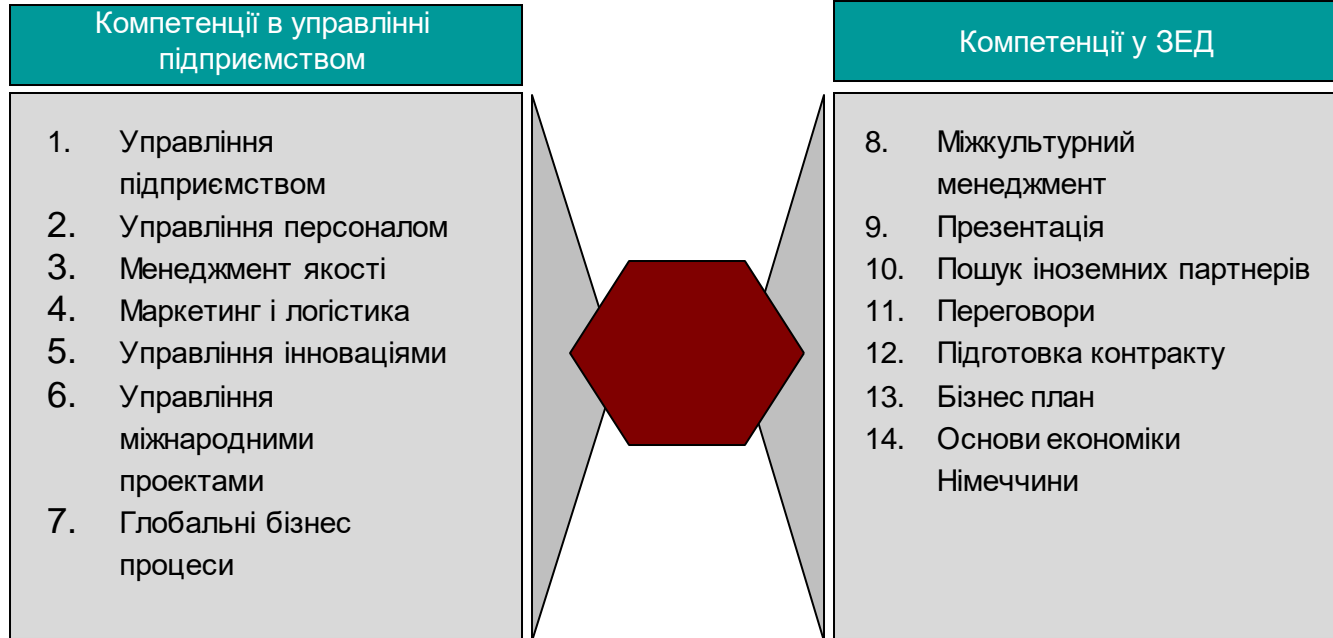 Компетенції в управлінні
підприємством
1. Управління
підприємством
2. Управління персоналом
3. Менеджмент якості
4. Маркетинг і логістика
5. Управління інноваціями
6. Управління
міжнародними
проектами
7. Глобальні бізнес
процеси
Компетенції у ЗЕД
8. Міжкультурний
менеджмент
9. Презентація
10. Пошук іноземних партнерів
11. Переговори
12. Підготовка контракту
13. Бізнес план
14. Основи економіки
Німеччини